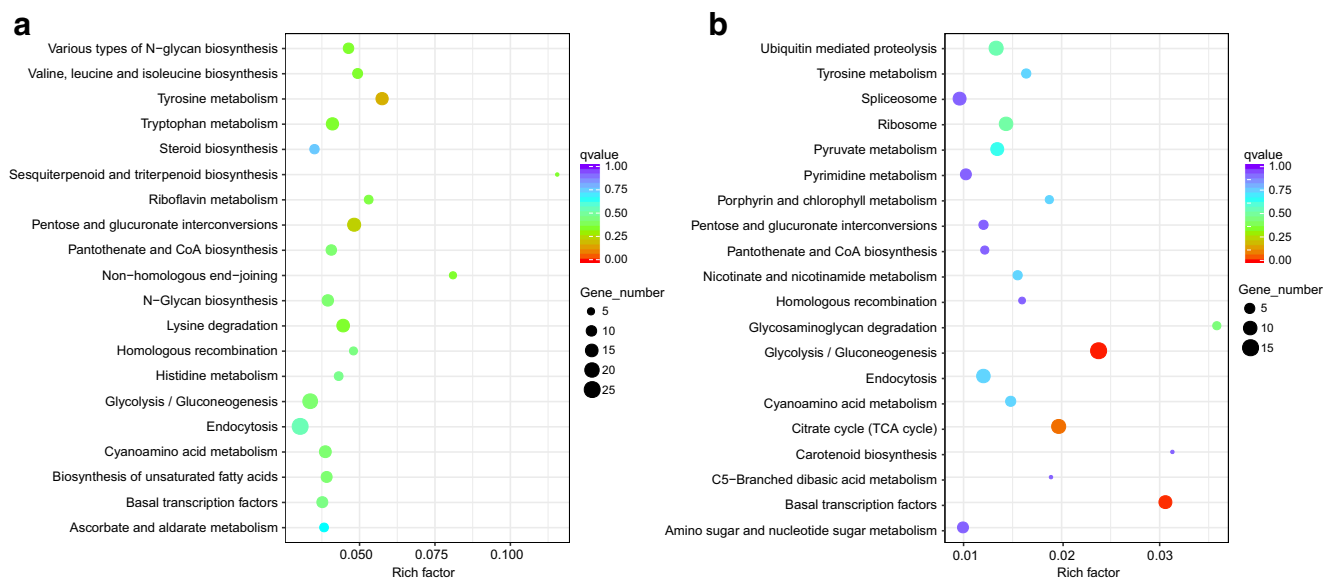 a
Various types of N−glycan biosynthesis
Valine, leucine and isoleucine biosynthesis
Tyrosine metabolism
Tryptophan metabolism
Steroid biosynthesis
Sesquiterpenoid and triterpenoid biosynthesis
Riboflavin metabolism
Pentose and glucuronate interconversions
Pantothenate and CoA biosynthesis
Non−homologous end−joining
N−Glycan biosynthesis
Lysine degradation
Homologous recombination
Histidine metabolism
Glycolysis / Gluconeogenesis
Endocytosis
Cyanoamino acid metabolism
Biosynthesis of unsaturated fatty acids
Basal transcription factors
Ascorbate and aldarate metabolism
0.050 0.075 0.100
Rich factor
qvalue
1.00
0.75
0.50
0.25
0.00
Gene_number
5
10
15
20
25
b
Ubiquitin mediated proteolysis
Tyrosine metabolism
Spliceosome
Ribosome
Pyruvate metabolism
Pyrimidine metabolism
Porphyrin and chlorophyll metabolism
Pentose and glucuronate interconversions
Pantothenate and CoA biosynthesis
Nicotinate and nicotinamide metabolism
Homologous recombination
Glycosaminoglycan degradation
Glycolysis / Gluconeogenesis
Endocytosis
Cyanoamino acid metabolism
Citrate cycle (TCA cycle)
Carotenoid biosynthesis
C5−Branched dibasic acid metabolism
Basal transcription factors
Amino sugar and nucleotide sugar metabolism
0.01 0.02 0.03
Rich factor
qvalue
1.00
0.75
0.50
0.25
0.00
Gene_number
5
10
15